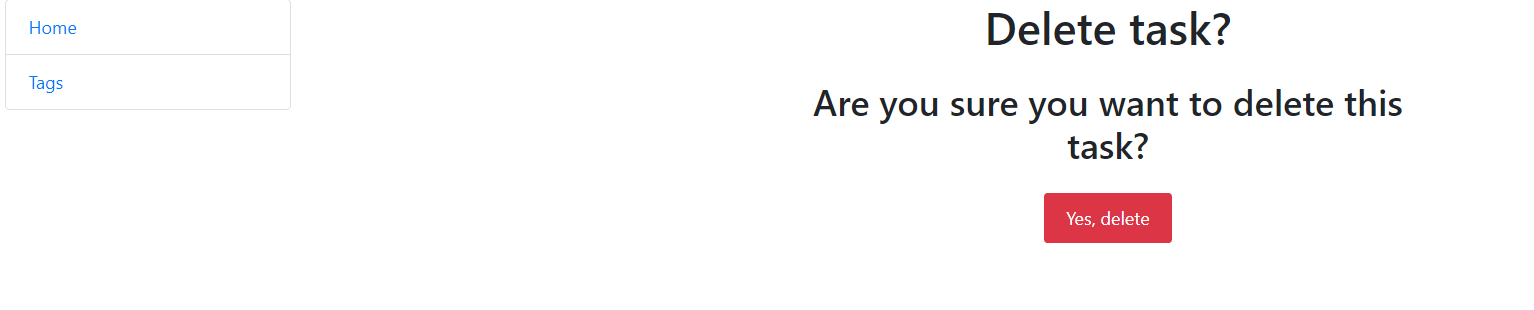 Home
Tags
Delete task?
Are you sure you want to delete this
task?
Yes, delete